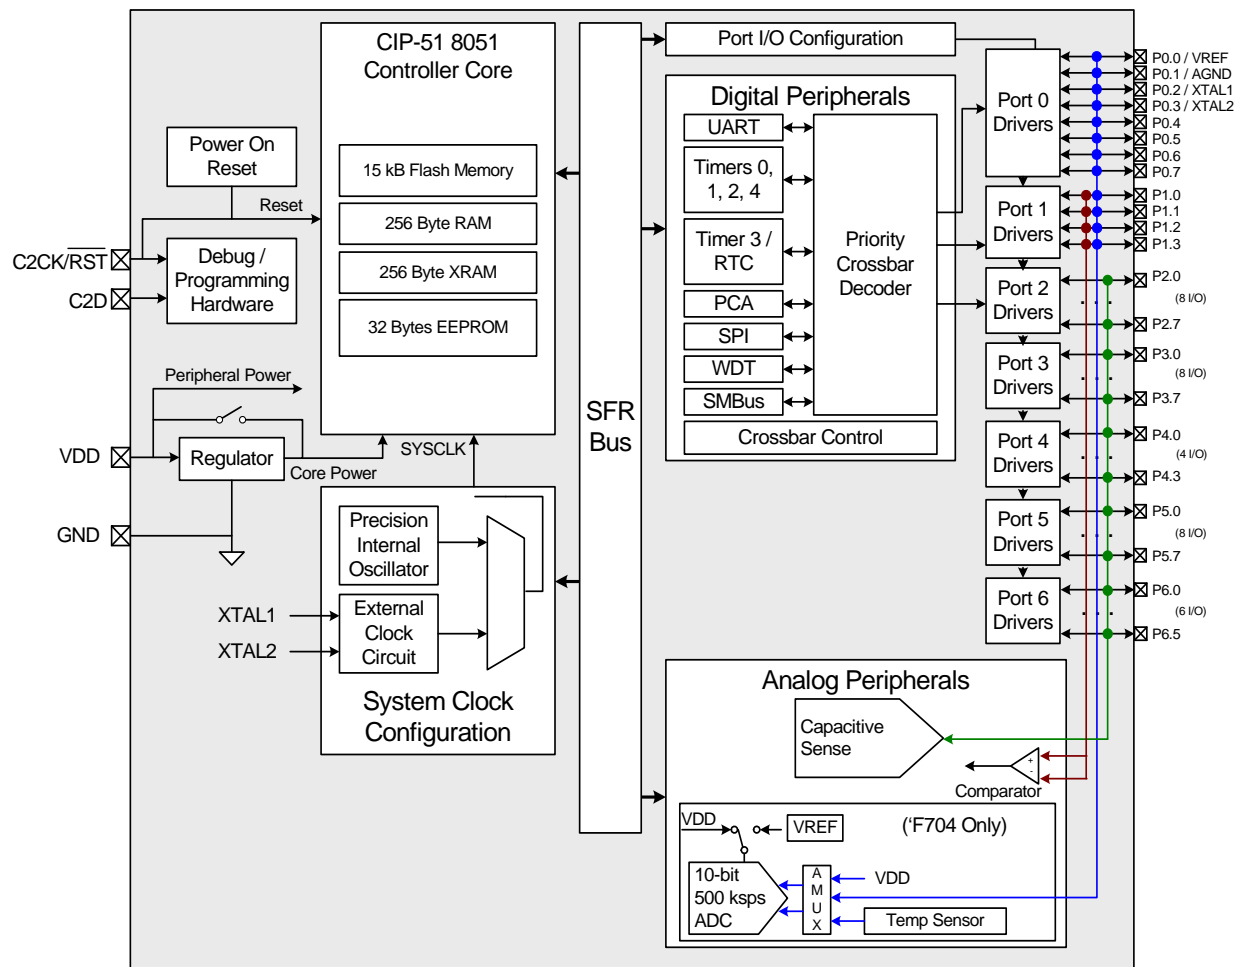 CIP-51 8051
Controller Core
15 kB Flash Memory
256 Byte RAM
256 Byte XRAM
32 Bytes EEPROM
Power On
Reset
Reset
C2CK/RST
C2D
Debug /
Programming
Hardware
Peripheral Power
VDD
Regulator
Core Power
GND
SYSCLK
Precision
Internal
Oscillator
XTAL1
XTAL2
External
Clock
Circuit
System Clock
Configuration
SFR
Bus
Port I/O Configuration
Digital Peripherals
UART
Timers 0,
1, 2, 4
Timer 3 /
RTC
PCA
SPI
WDT
SMBus
Priority
Crossbar
Decoder
Crossbar Control
Port 0
Drivers
Port 1
Drivers
Port 2
Drivers
Port 3
Drivers
Port 4
Drivers
Port 5
Drivers
Port 6
Drivers
P0.0 / VREF
P0.1 / AGND
P0.2 / XTAL1
P0.3 / XTAL2
P0.4
P0.5
P0.6
P0.7
P1.0
P1.1
P1.2
P1.3
P2.0
(8 I/O)
P2.7
P3.0
(8 I/O)
P3.7
P4.0
(4 I/O)
P4.3
P5.0
(8 I/O)
P5.7
P6.0
(6 I/O)
P6.5
Analog Peripherals
Capacitive
Sense
+
-
Comparator
VDD
VREF
('F704 Only)
10-bit
500 ksps
ADC
A
M
U
X
VDD
Temp Sensor